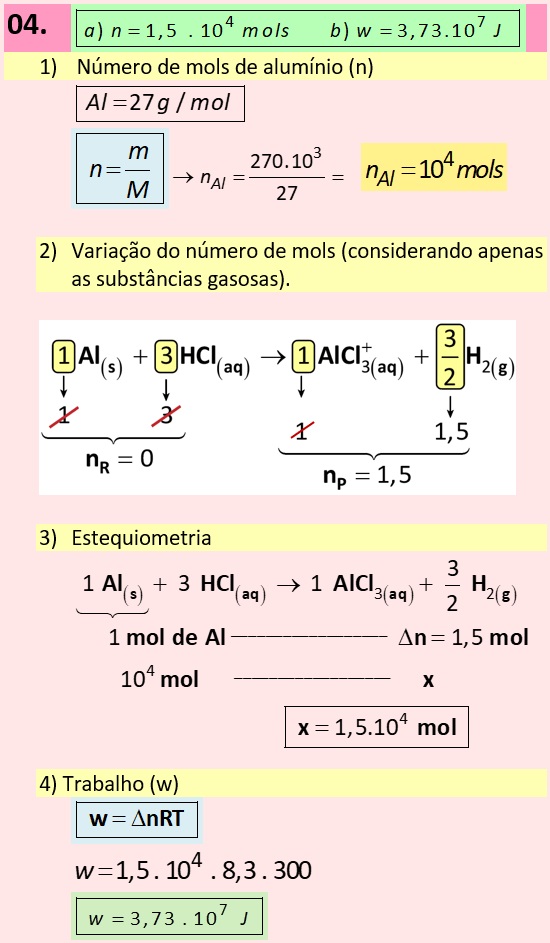 04. a) n = 1,5 . 10⁴ mols b) w = 3,73.10⁷ J
1) Número de mols de alumínio (n)
Al = 27 g / mol
n = m/M → n_Al = 270.10³/27 = n_Al = 10⁴ mols
2) Variação do número de mols (considerando apenas
as substâncias gasosas).
1 Al(s) + 3 HCl(aq) → 1 AlCl₃⁺(aq) + 3/2 H₂(g)
↓ ↓ ↓ ↓
1 3 1 1,5
n_R = 0 n_P = 1,5
3) Estequiometria
1 Al(s) + 3 HCl(aq) → 1 AlCl₃(aq) + 3/2 H₂(g)
1 mol de Al ———————— Δn = 1,5 mol
10⁴ mol ———————— x
x = 1,5.10⁴ mol
4) Trabalho (w)
w = ΔnRT
w = 1,5 . 10⁴ . 8,3 . 300
w = 3,73 . 10⁷ J